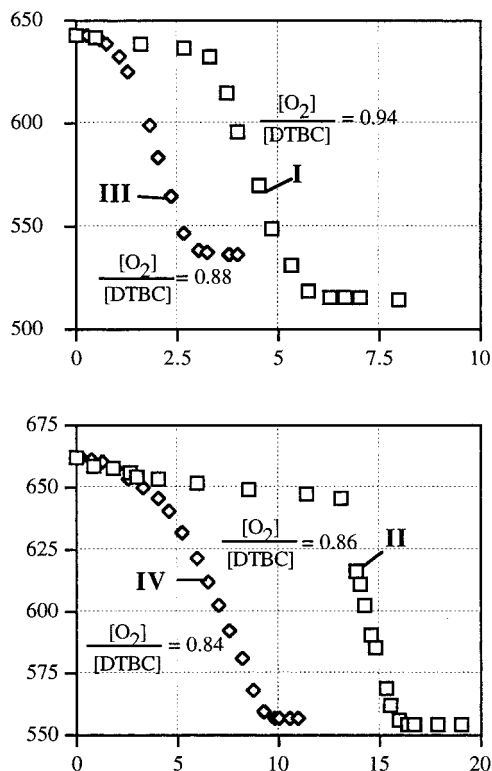 650
[O2]
[DTBC] = 0.94
600
III
I
550
[O2]
[DTBC] = 0.88
500
0
2.5
5
7.5
10
675
650
[O2]
[DTBC] = 0.86
II
625
IV
600
[O2]
[DTBC] = 0.84
575
550
0
5
10
15
20